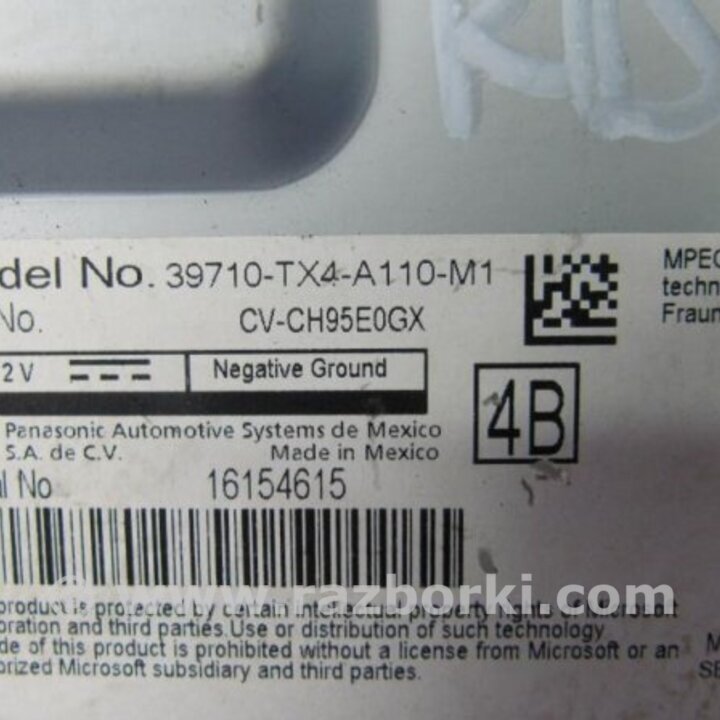 del No. 39710-TX4-A110-M1
No. CV-CH95E0GX
MPEG
techn
Fraun
2 V Negative Ground
4B
Panasonic Automotive Systems de Mexico
S.A. de C.V. Made in Mexico
l No 16154615
© www.razborki.com
product is protected by certain intellectual property rights of Microsoft
oration and third parties.Use or distribution of such technology
de of this product is prohibited without a license from Microsoft or an
orized Microsoft subsidiary and third parties.
M
SE